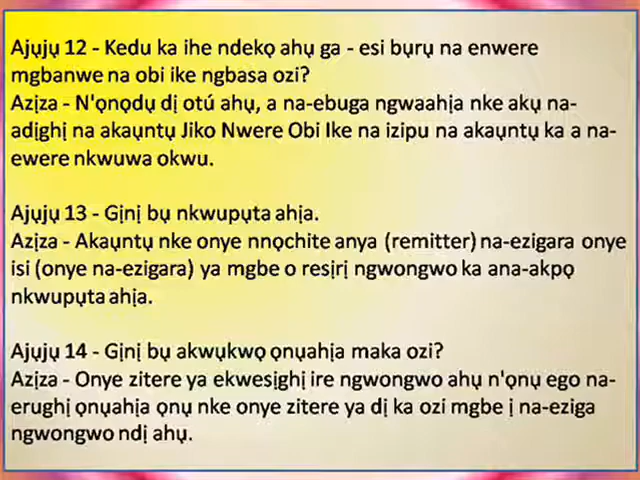 Ajụjụ 12 - Kedu ka ihe ndekọ ahụ ga - esi bụrụ na enwere
mgbanwe na obi ike ngbasa ozi?
Azịza - N'ọnọdụ dị otú ahụ, a na-ebuga ngwaahịa nke akụ na-
adịghị na akaụntụ Jiko Nwere Obi Ike na izipu na akaụntụ ka a na-
ewere nkwuwa okwu.
Ajụjụ 13 - Gịnị bụ nkwupụta ahịa.
Azịza - Akaụntụ nke onye nnọchite anya (remitter) na-ezigara onye
isi (onye na-ezigara) ya mgbe o resịrị ngwongwo ka ana-akpọ
nkwupụta ahịa.
Ajụjụ 14 - Gịnị bụ akwụkwọ ọnụahịa maka ozi?
Azịza - Onye zitere ya ekwesịghị ire ngwongwo ahụ n'ọnụ ego na-
erughị ọnụahịa ọnụ nke onye zitere ya dị ka ozi mgbe ị na-eziga
ngwongwo ndị ahụ.